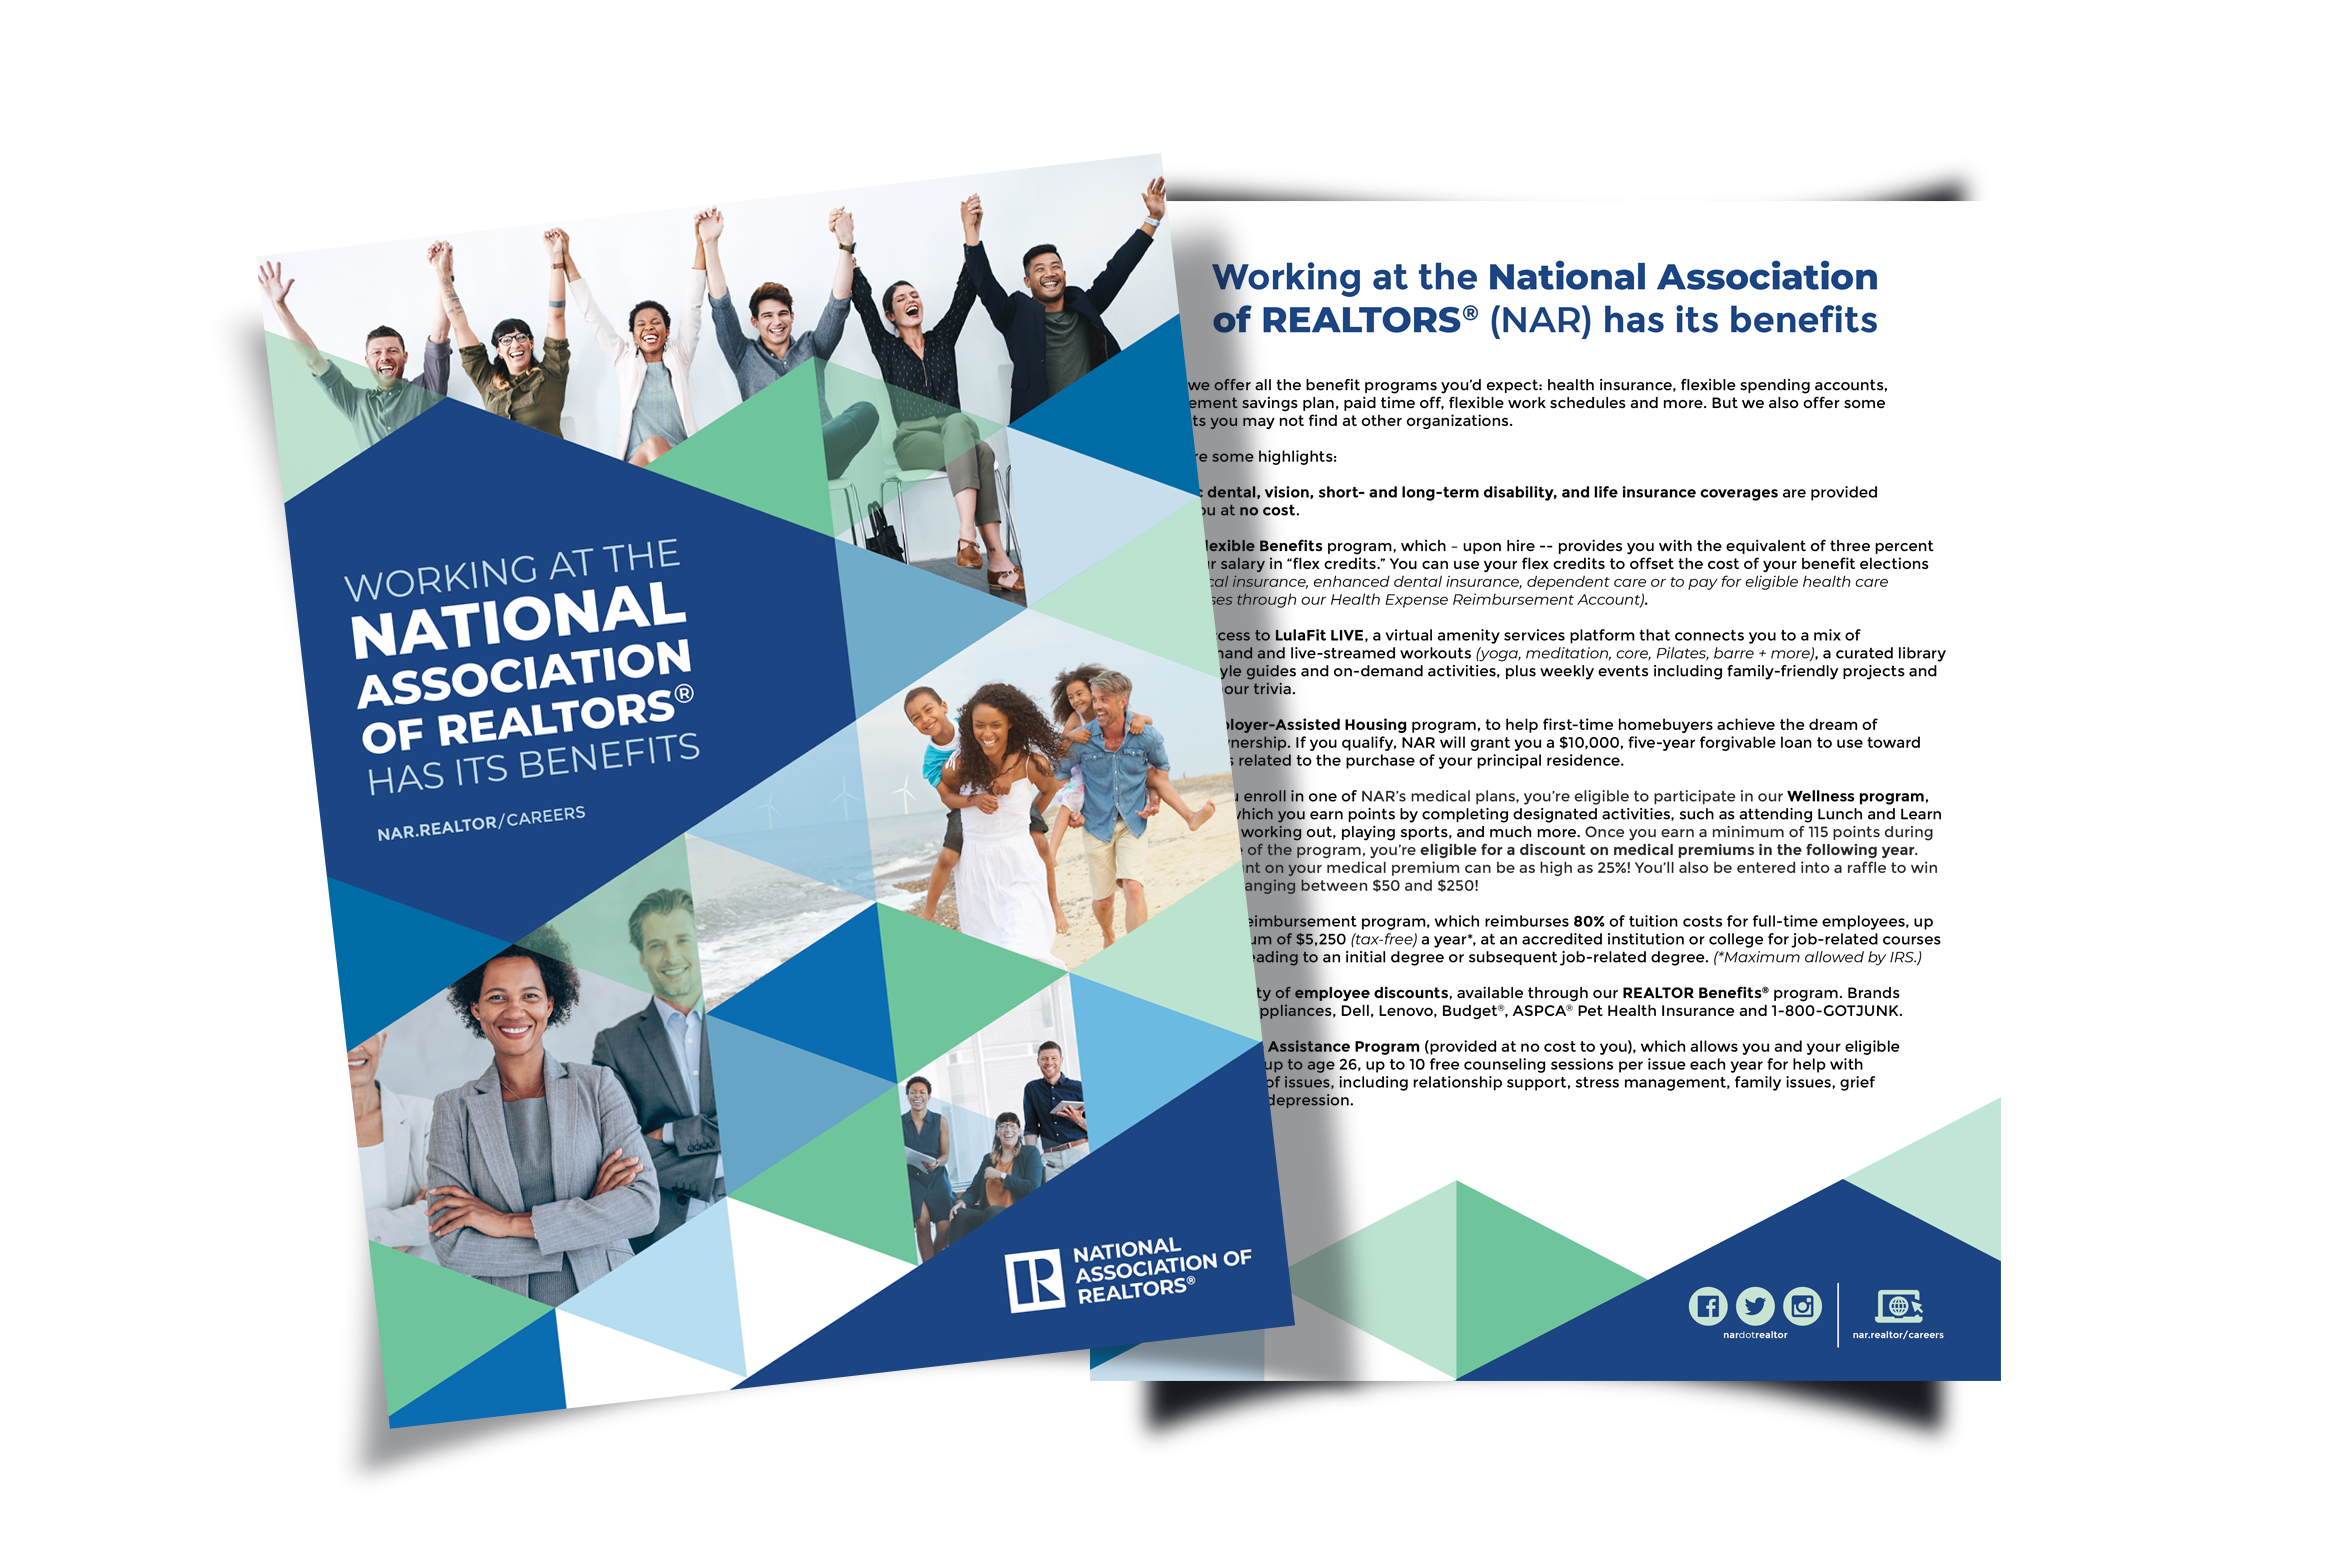 WORKING AT THE
NATIONAL
ASSOCIATION
OF REALTORS®
HAS ITS BENEFITS
NAR.REALTOR/CAREERS
NATIONAL
ASSOCIATION OF
REALTORS®
Working at the National Association
of REALTORS® (NAR) has its benefits
we offer all the benefit programs you'd expect: health insurance, flexible spending accounts,
savings plan, paid time off, flexible work schedules and more. But we also offer some
you may not find at other organizations.
some highlights:
dental, vision, short- and long-term disability, and life insurance coverages are provided
at no cost.
Benefits program, which – upon hire -- provides you with the equivalent of three percent
salary in “flex credits.” You can use your flex credits to offset the cost of your benefit elections
insurance, enhanced dental insurance, dependent care or to pay for eligible health care
through our Health Expense Reimbursement Account).
to LulaFit LIVE, a virtual amenity services platform that connects you to a mix of
and live-streamed workouts (yoga, meditation, core, Pilates, barre + more), a curated library
guides and on-demand activities, plus weekly events including family-friendly projects and
trivia.
Housing program, to help first-time homebuyers achieve the dream of
If you qualify, NAR will grant you a $10,000, five-year forgivable loan to use toward
related to the purchase of your principal residence.
enroll in one of NAR's medical plans, you're eligible to participate in our Wellness program,
which you earn points by completing designated activities, such as attending Lunch and Learn
working out, playing sports, and much more. Once you earn a minimum of 115 points during
of the program, you're eligible for a discount on medical premiums in the following year.
on your medical premium can be as high as 25%! You'll also be entered into a raffle to win
between $50 and $250!
program, which reimburses 80% of tuition costs for full-time employees, up
of $5,250 (tax-free) a year*, at an accredited institution or college for job-related courses
to an initial degree or subsequent job-related degree. (*Maximum allowed by IRS.)
of employee discounts, available through our REALTOR Benefits® program. Brands
Dell, Lenovo, Budget®, ASPCA® Pet Health Insurance and 1-800-GOTJUNK.
Assistance Program (provided at no cost to you), which allows you and your eligible
up to age 26, up to 10 free counseling sessions per issue each year for help with
of issues, including relationship support, stress management, family issues, grief
depression.
nardotrealtor
nar.realtor/careers